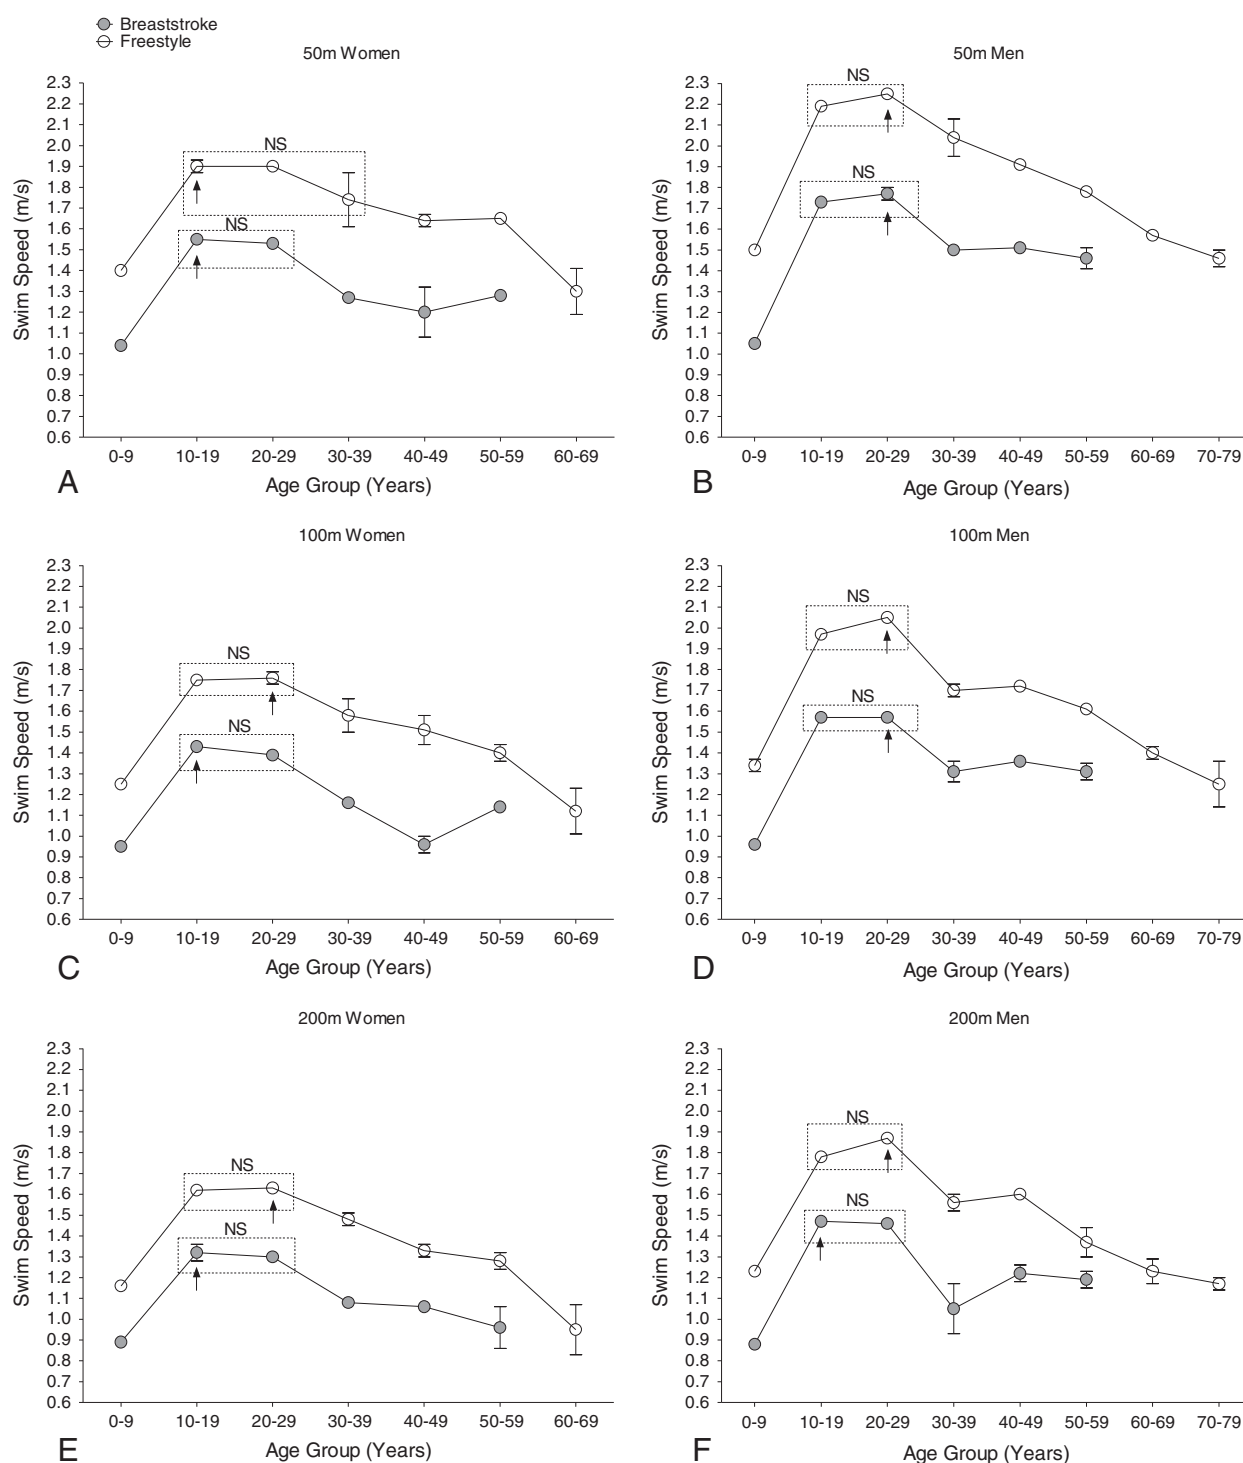 Breaststroke
Freestyle
50m Women
NS
NS
Swim Speed (m/s)
2.3
2.2
2.1
2.0
1.9
1.8
1.7
1.6
1.5
1.4
1.3
1.2
1.1
1.0
0.9
0.8
0.7
0.6
0-9 10-19 20-29 30-39 40-49 50-59 60-69
A Age Group (Years)
50m Men
NS
NS
Swim Speed (m/s)
2.3
2.2
2.1
2.0
1.9
1.8
1.7
1.6
1.5
1.4
1.3
1.2
1.1
1.0
0.9
0.8
0.7
0.6
0-9 10-19 20-29 30-39 40-49 50-59 60-69 70-79
B Age Group (Years)
100m Women
NS
NS
Swim Speed (m/s)
2.3
2.2
2.1
2.0
1.9
1.8
1.7
1.6
1.5
1.4
1.3
1.2
1.1
1.0
0.9
0.8
0.7
0.6
0-9 10-19 20-29 30-39 40-49 50-59 60-69
C Age Group (Years)
100m Men
NS
NS
Swim Speed (m/s)
2.3
2.2
2.1
2.0
1.9
1.8
1.7
1.6
1.5
1.4
1.3
1.2
1.1
1.0
0.9
0.8
0.7
0.6
0-9 10-19 20-29 30-39 40-49 50-59 60-69 70-79
D Age Group (Years)
200m Women
NS
NS
Swim Speed (m/s)
2.3
2.2
2.1
2.0
1.9
1.8
1.7
1.6
1.5
1.4
1.3
1.2
1.1
1.0
0.9
0.8
0.7
0.6
0-9 10-19 20-29 30-39 40-49 50-59 60-69
E Age Group (Years)
200m Men
NS
NS
Swim Speed (m/s)
2.3
2.2
2.1
2.0
1.9
1.8
1.7
1.6
1.5
1.4
1.3
1.2
1.1
1.0
0.9
0.8
0.7
0.6
0-9 10-19 20-29 30-39 40-49 50-59 60-69 70-79
F Age Group (Years)